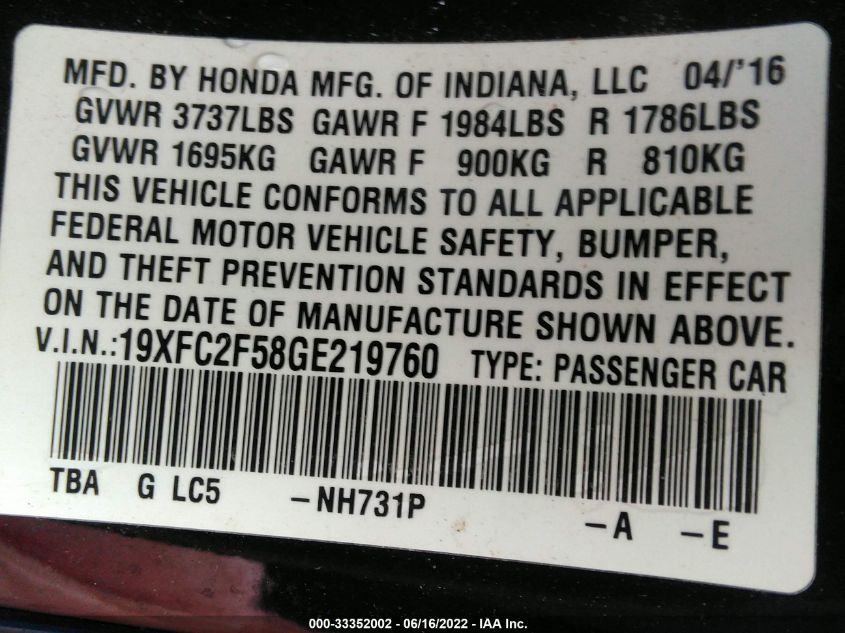 MFD. BY HONDA MFG. OF INDIANA, LLC 04/'16
GVWR 3737LBS GAWR F 1984LBS R 1786LBS
GVWR 1695KG GAWR F 900KG R 810KG
THIS VEHICLE CONFORMS TO ALL APPLICABLE
FEDERAL MOTOR VEHICLE SAFETY, BUMPER,
AND THEFT PREVENTION STANDARDS IN EFFECT
ON THE DATE OF MANUFACTURE SHOWN ABOVE.
V.I.N.:19XFC2F58GE219760 TYPE: PASSENGER CAR
TBA G LC5 -NH731P -A -E
000-33352002 - 06/16/2022 - IAA Inc.